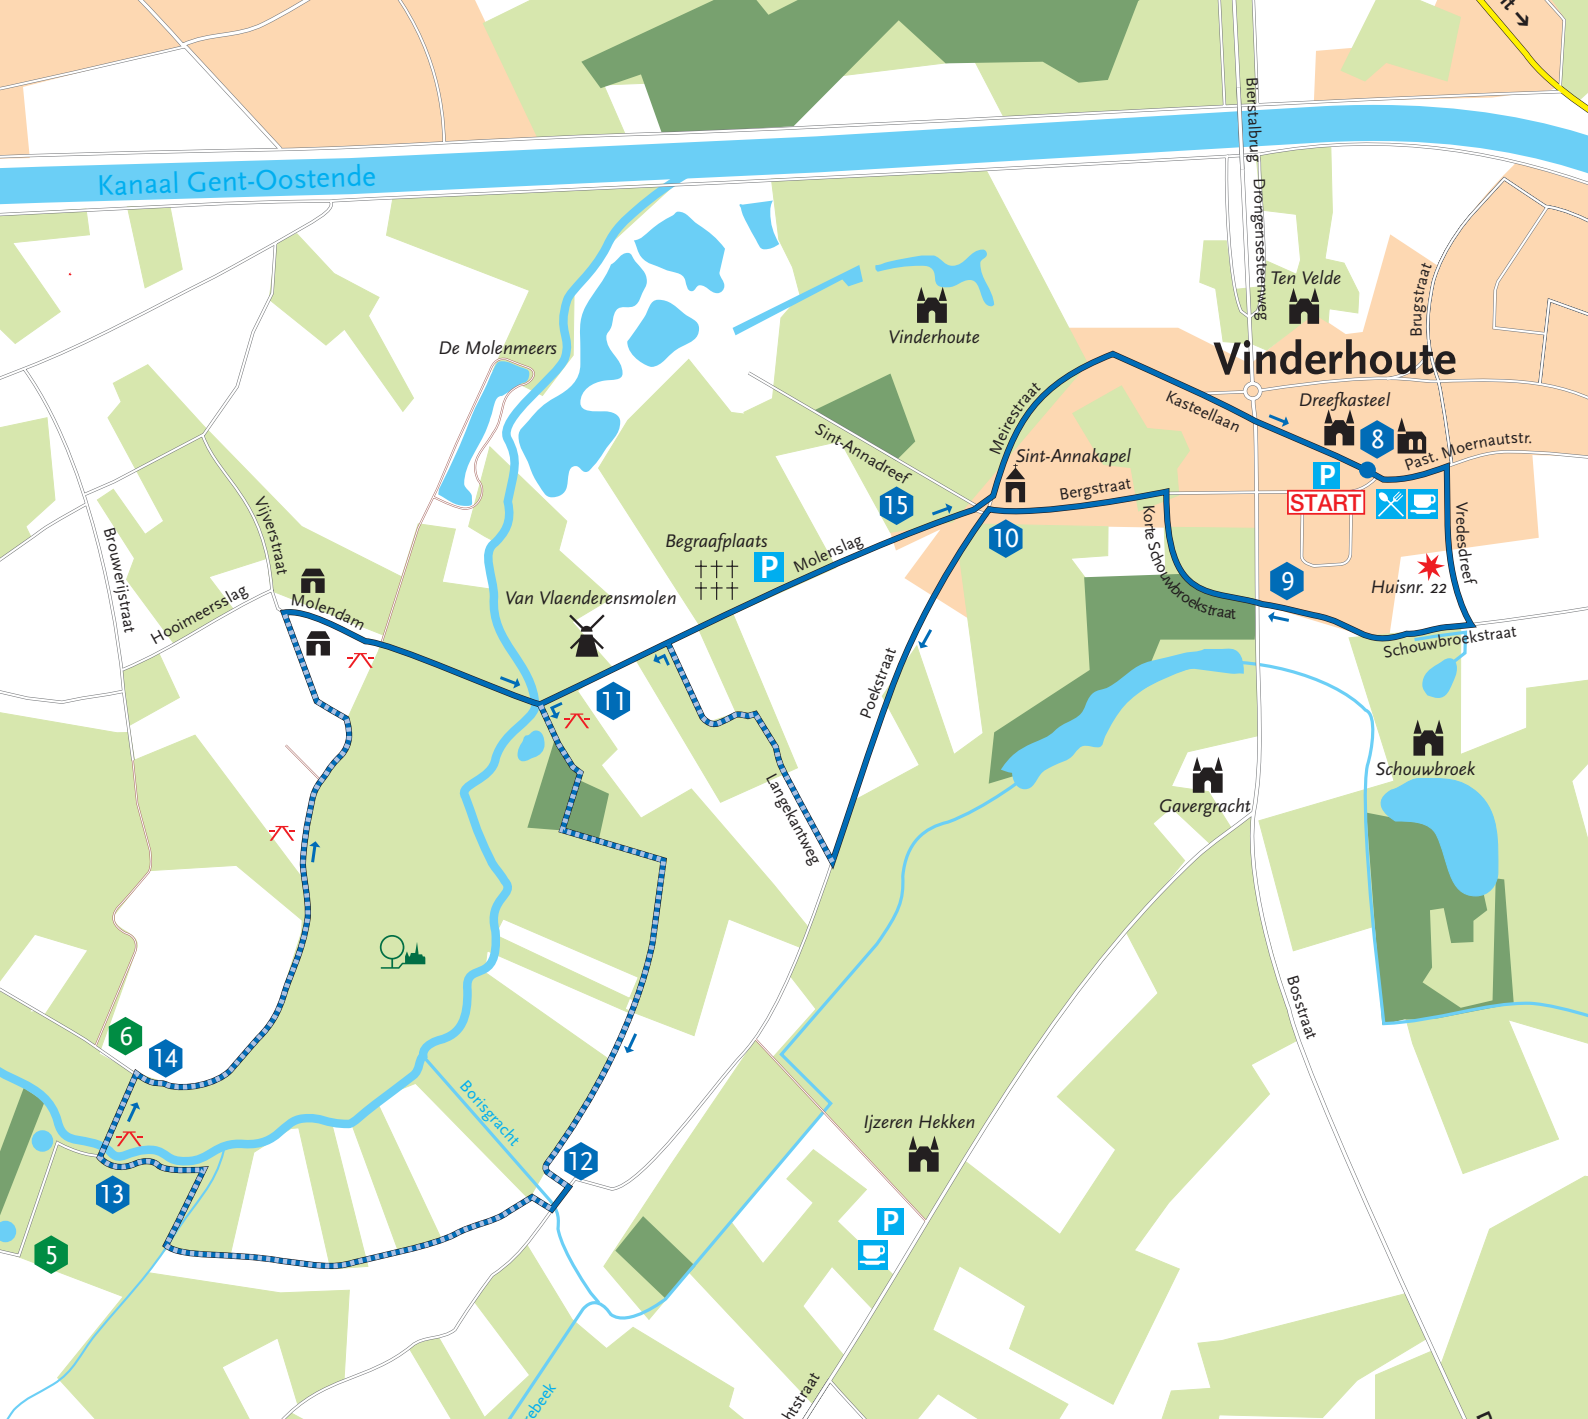 Kanaal Gent-Oostende
Bierstalbrug
Drongensesteenweg
Ten Velde
Brugstraat
Vinderhoute
De Molenmeers
Vinderhoute
Dreefkasteel
Kasteellaan
8
Past. Moernautstr.
Meirestraat
Sint-Annadreef
Sint-Annakapel
Bergstraat
P
START
15
10
Vijverstraat
Brouwerijstraat
Hooimeersslag
Molendam
Begraafplaats
P
Molenslag
Van Vlaenderensmolen
Korte Schouwbroekstraat
9
Vredesdreef
Huisnr. 22
Schouwbroekstraat
Poekstraat
11
Langekantweg
Schouwbroek
Gavergracht
Bosstraat
6
14
Borisgracht
Ijzeren Hekken
12
13
P
5